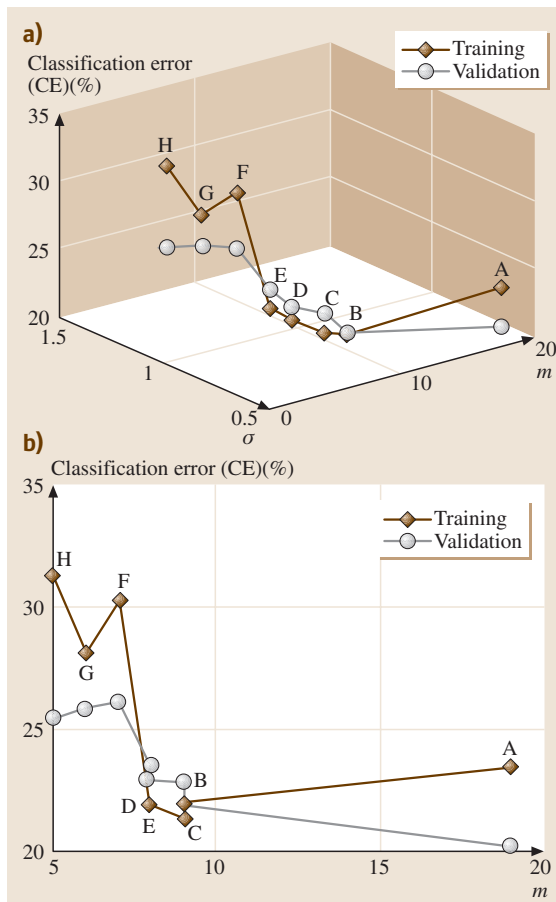 a)
Classification error
(CE)(%)
Training
Validation
35
30
25
20
H
G
F
E
D
C
B
A
1.5
1
0.5
σ
0
10
20
m
b)
Classification error (CE)(%)
35
30
25
20
Training
Validation
H
G
F
D
E
B
C
A
5
10
15
20
m